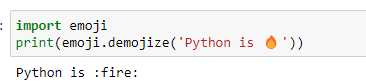 import emoji
print(emoji.demojize('Python is 🔥'))
Python is :fire: